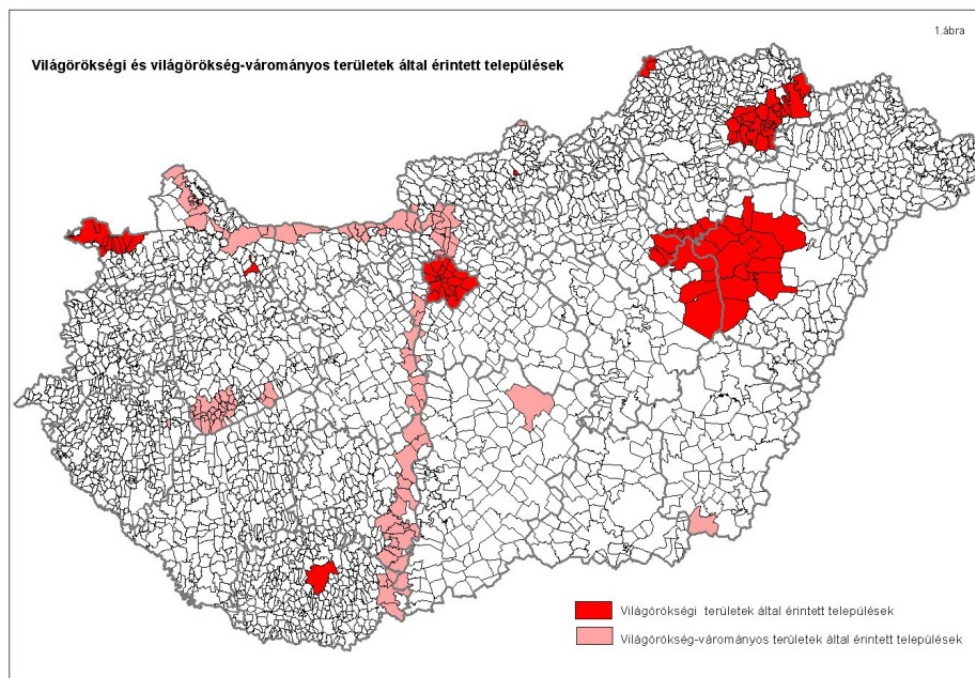 1.ábra
Világörökségi és világörökség-várományos területek által érintett települések
Világörökségi területek által érintett települések
Világörökség-várományos területek által érintett települések